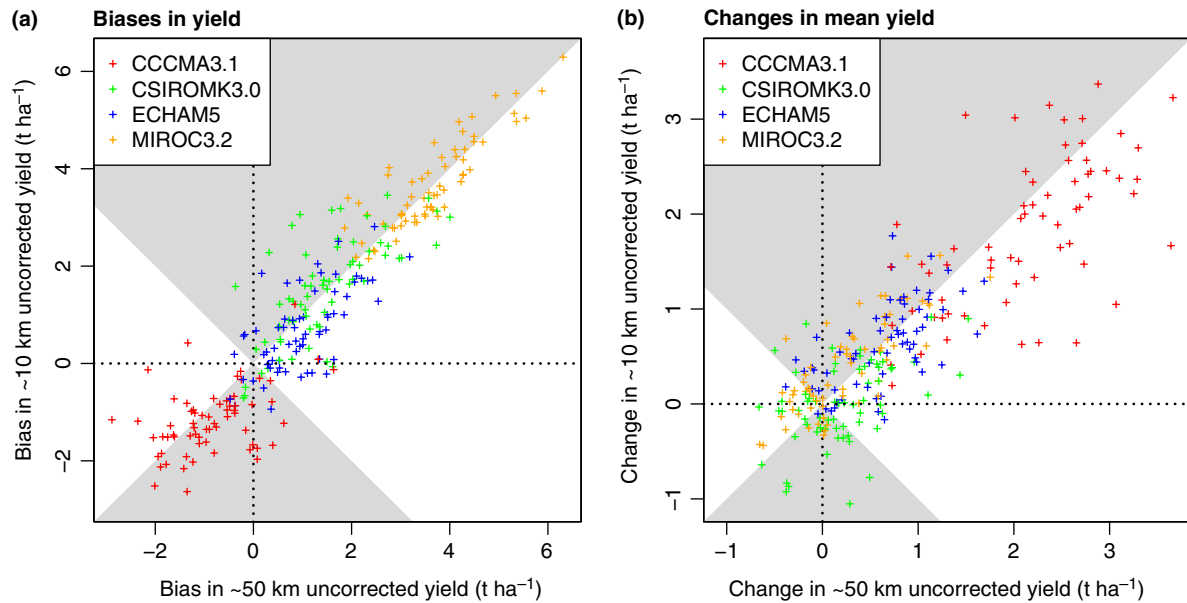 (a) Biases in yield
CCCMA3.1
CSIROMK3.0
ECHAM5
MIROC3.2
Bias in ~10 km uncorrected yield (t ha⁻¹)
6
4
2
0
−2
−2 0 2 4 6
Bias in ~50 km uncorrected yield (t ha⁻¹)
(b) Changes in mean yield
CCCMA3.1
CSIROMK3.0
ECHAM5
MIROC3.2
Change in ~10 km uncorrected yield (t ha⁻¹)
3
2
1
0
−1
−1 0 1 2 3
Change in ~50 km uncorrected yield (t ha⁻¹)